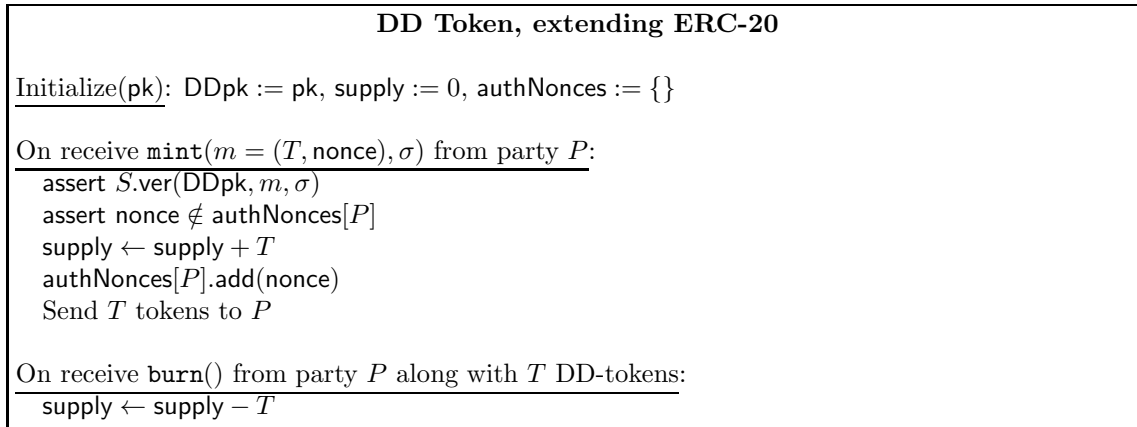 DD Token, extending ERC-20
Initialize(pk): DDpk := pk, supply := 0, authNonces := {}
On receive mint(m = (T, nonce), σ) from party P:
assert S.ver(DDpk, m, σ)
assert nonce ∉ authNonces[P]
supply ← supply + T
authNonces[P].add(nonce)
Send T tokens to P
On receive burn() from party P along with T DD-tokens:
supply ← supply − T